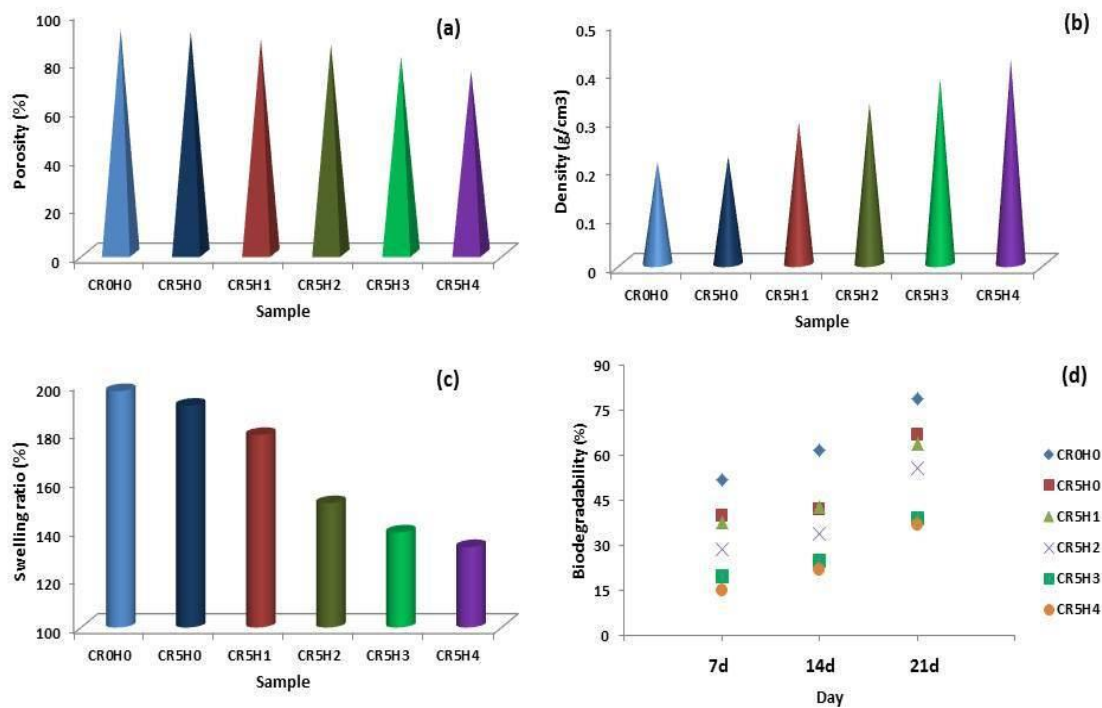 (a)
Porosity (%)
100
80
60
40
20
0
CR0H0 CR5H0 CR5H1 CR5H2 CR5H3 CR5H4
Sample
(b)
Density (g/cm3)
0.5
0.4
0.3
0.2
0.1
0
CR0H0 CR5H0 CR5H1 CR5H2 CR5H3 CR5H4
Sample
(c)
Swelling ratio (%)
200
180
160
140
120
100
CR0H0 CR5H0 CR5H1 CR5H2 CR5H3 CR5H4
Sample
(d)
Biodegradability (%)
90
75
60
45
30
15
0
7d 14d 21d
Day
CR0H0
CR5H0
CR5H1
CR5H2
CR5H3
CR5H4